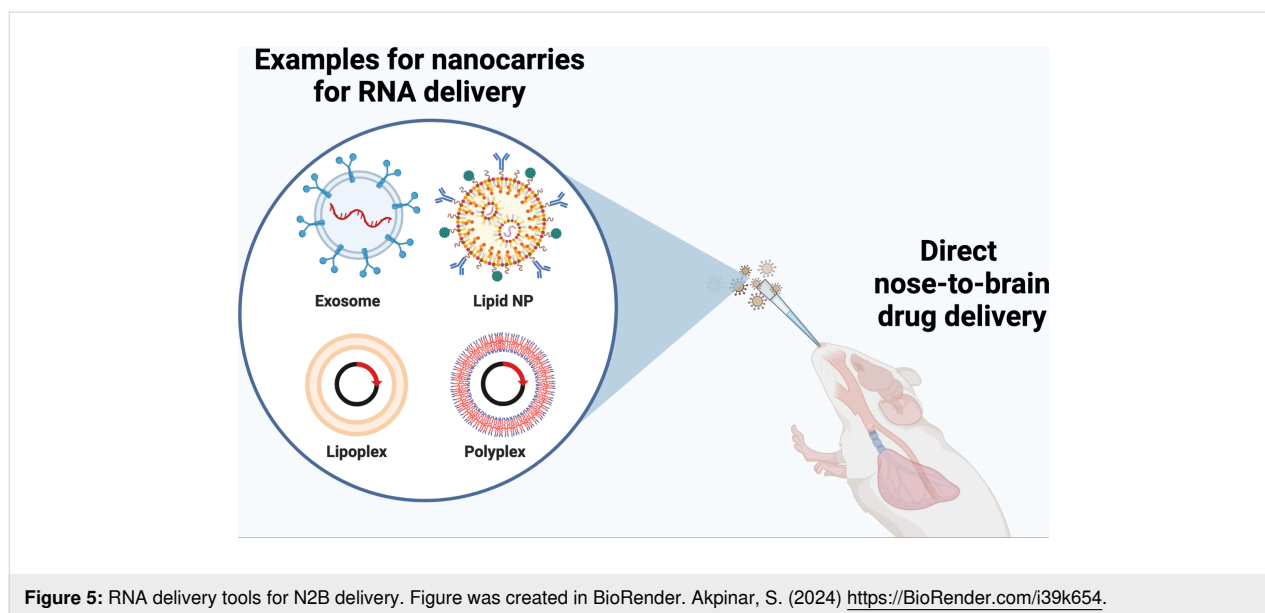 Examples for nanocarries
for RNA delivery
Exosome
Lipid NP
Lipoplex
Polyplex
Direct
nose-to-brain
drug delivery
Figure 5: RNA delivery tools for N2B delivery. Figure was created in BioRender. Akpinar, S. (2024) https://BioRender.com/i39k654.